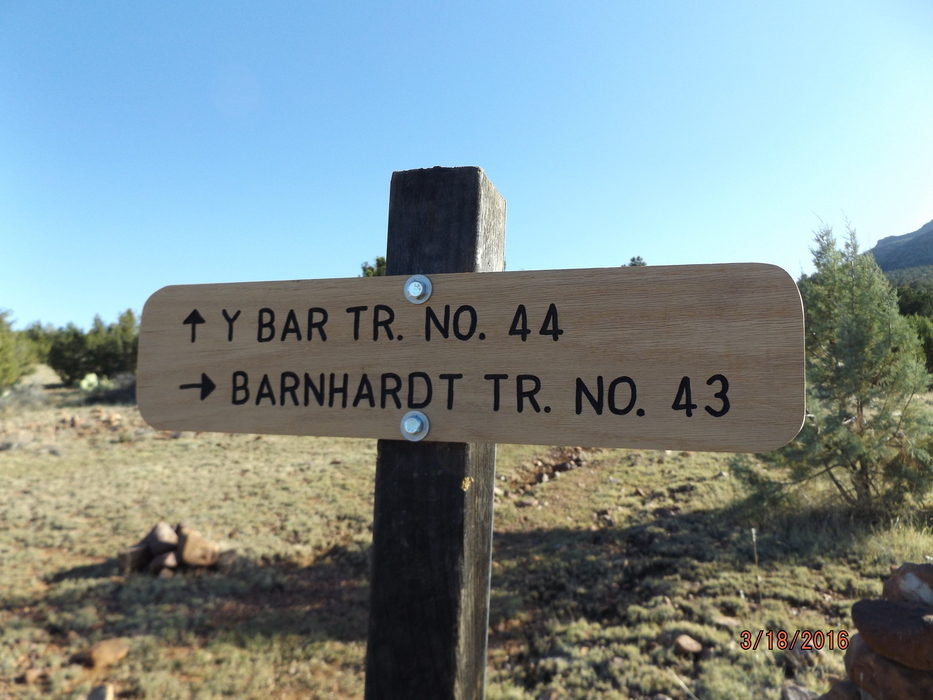 ↑ Y BAR TR. NO. 44
→ BARNHARDT TR. NO. 43
3/18/2016